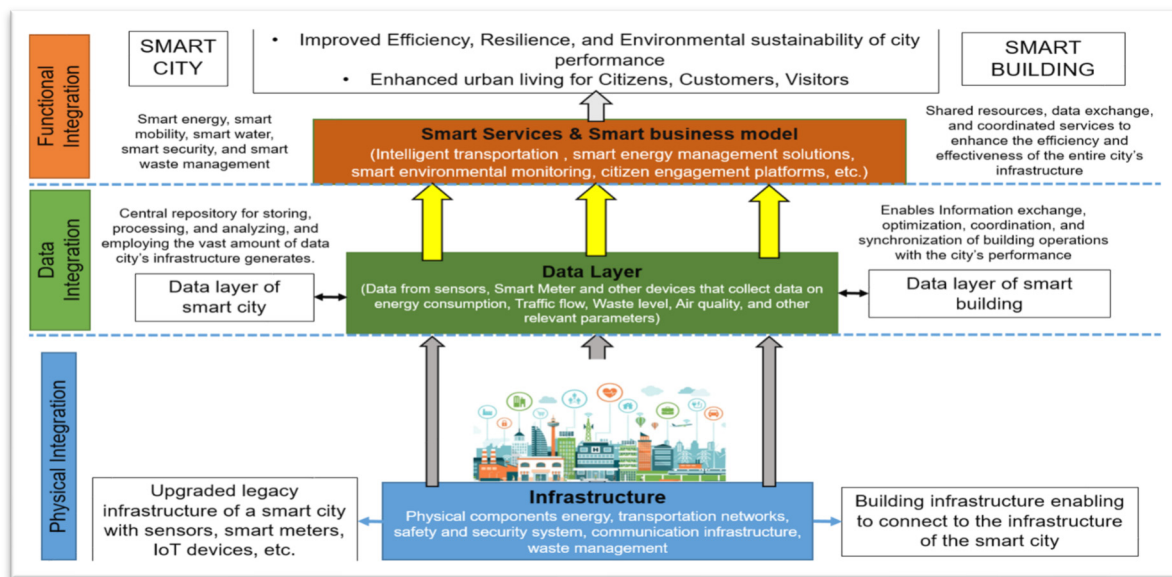 Functional
Integration
SMART
CITY
• Improved Efficiency, Resilience, and Environmental sustainability of city
performance
• Enhanced urban living for Citizens, Customers, Visitors
SMART
BUILDING
Smart energy, smart
mobility, smart water,
smart security, and smart
waste management
Smart Services & Smart business model
(Intelligent transportation , smart energy management solutions,
smart environmental monitoring, citizen engagement platforms, etc.)
Shared resources, data exchange,
and coordinated services to
enhance the efficiency and
effectiveness of the entire city's
infrastructure
Data
Integration
Central repository for storing,
processing, and analyzing, and
employing the vast amount of data
city's infrastructure generates.
Data layer of
smart city
Data Layer
(Data from sensors, Smart Meter and other devices that collect data on
energy consumption, Traffic flow, Waste level, Air quality, and other
relevant parameters)
Enables Information exchange,
optimization, coordination, and
synchronization of building operations
with the city's performance
Data layer of smart
building
Physical Integration
Upgraded legacy
infrastructure of a smart city
with sensors, smart meters,
IoT devices, etc.
Infrastructure
Physical components energy, transportation networks,
safety and security system, communication infrastructure,
waste management
Building infrastructure enabling
to connect to the infrastructure
of the smart city